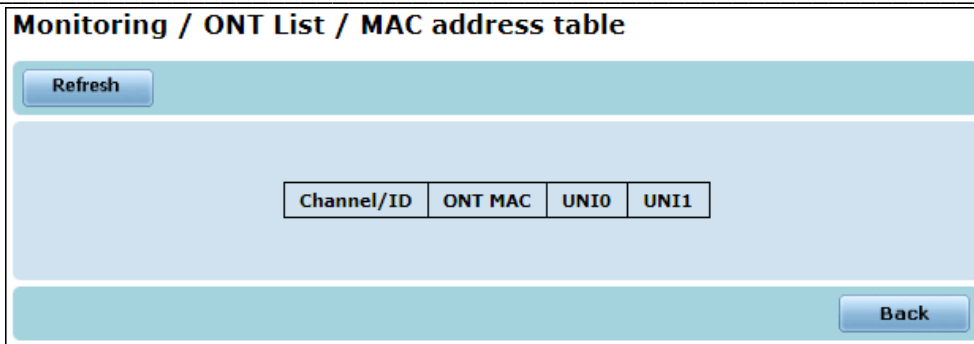 Monitoring / ONT List / MAC address table
Refresh
Channel/ID ONT MAC UNI0 UNI1
Back